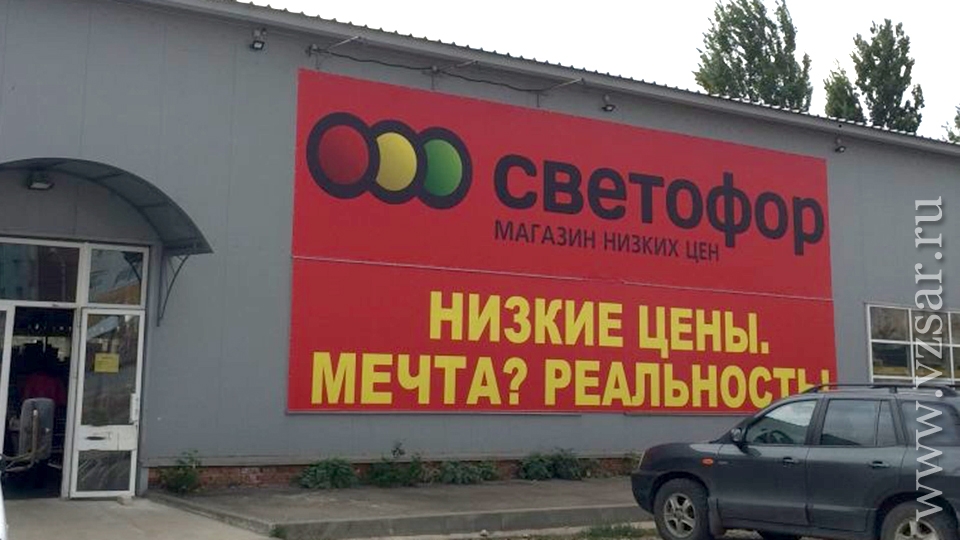 светофор
МАГАЗИН НИЗКИХ ЦЕН
НИЗКИЕ ЦЕНЫ.
МЕЧТА? РЕАЛЬНОСТЬ
www.vzsar.ru